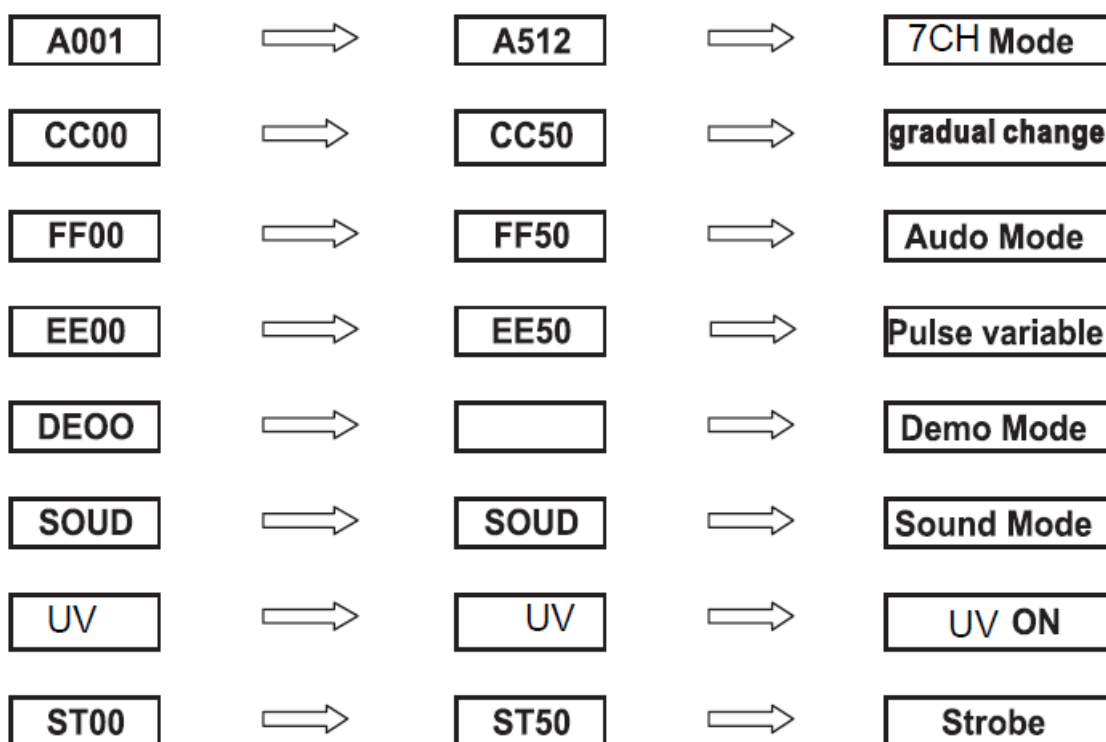 A001 A512 7CH Mode
CC00 CC50 gradual change
FF00 FF50 Audo Mode
EE00 EE50 Pulse variable
DEOO Demo Mode
SOUD SOUD Sound Mode
UV UV UV ON
ST00 ST50 Strobe